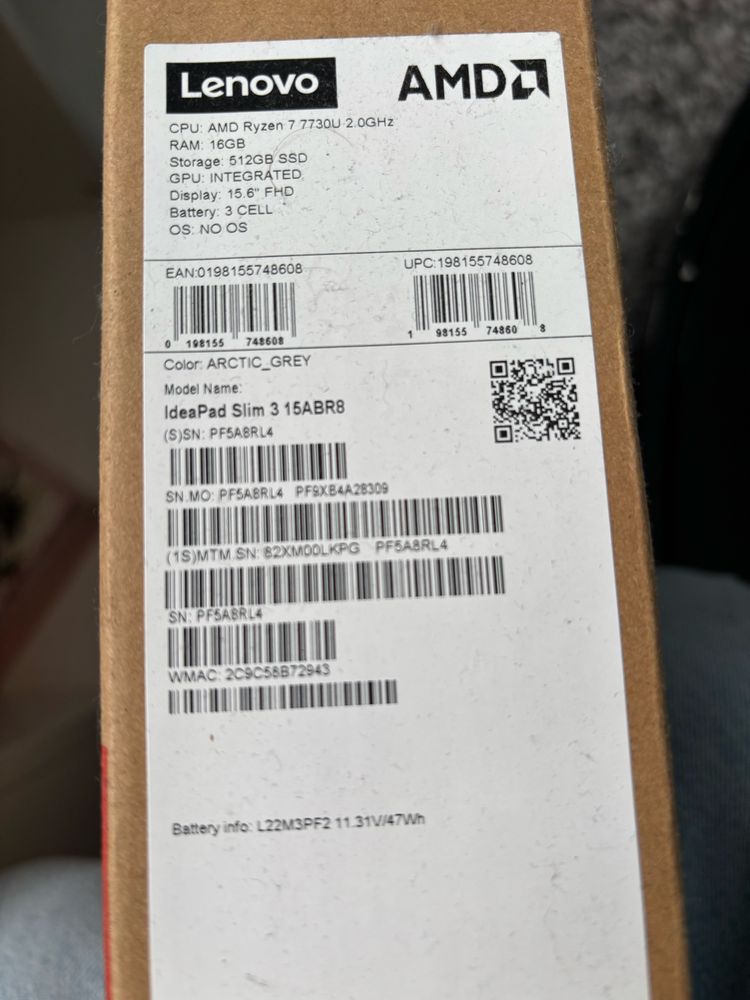 Lenovo AMD
CPU: AMD Ryzen 7 7730U 2.0GHz
RAM: 16GB
Storage: 512GB SSD
GPU: INTEGRATED
Display: 15.6" FHD
Battery: 3 CELL
OS: NO OS
EAN:0198155748608 UPC:198155748608
0 198155 748608 1 98155 74860 8
Color: ARCTIC_GREY
Model Name:
IdeaPad Slim 3 15ABR8
(S)SN: PF5A8RL4
SN.MO: PF5A8RL4 PF9XB4A28309
(1S)MTM.SN: 82XM00LKPG PF5A8RL4
SN: PF5A8RL4
WMAC: 2C9C58B72943
Battery info: L22M3PF2 11.31V/47Wh